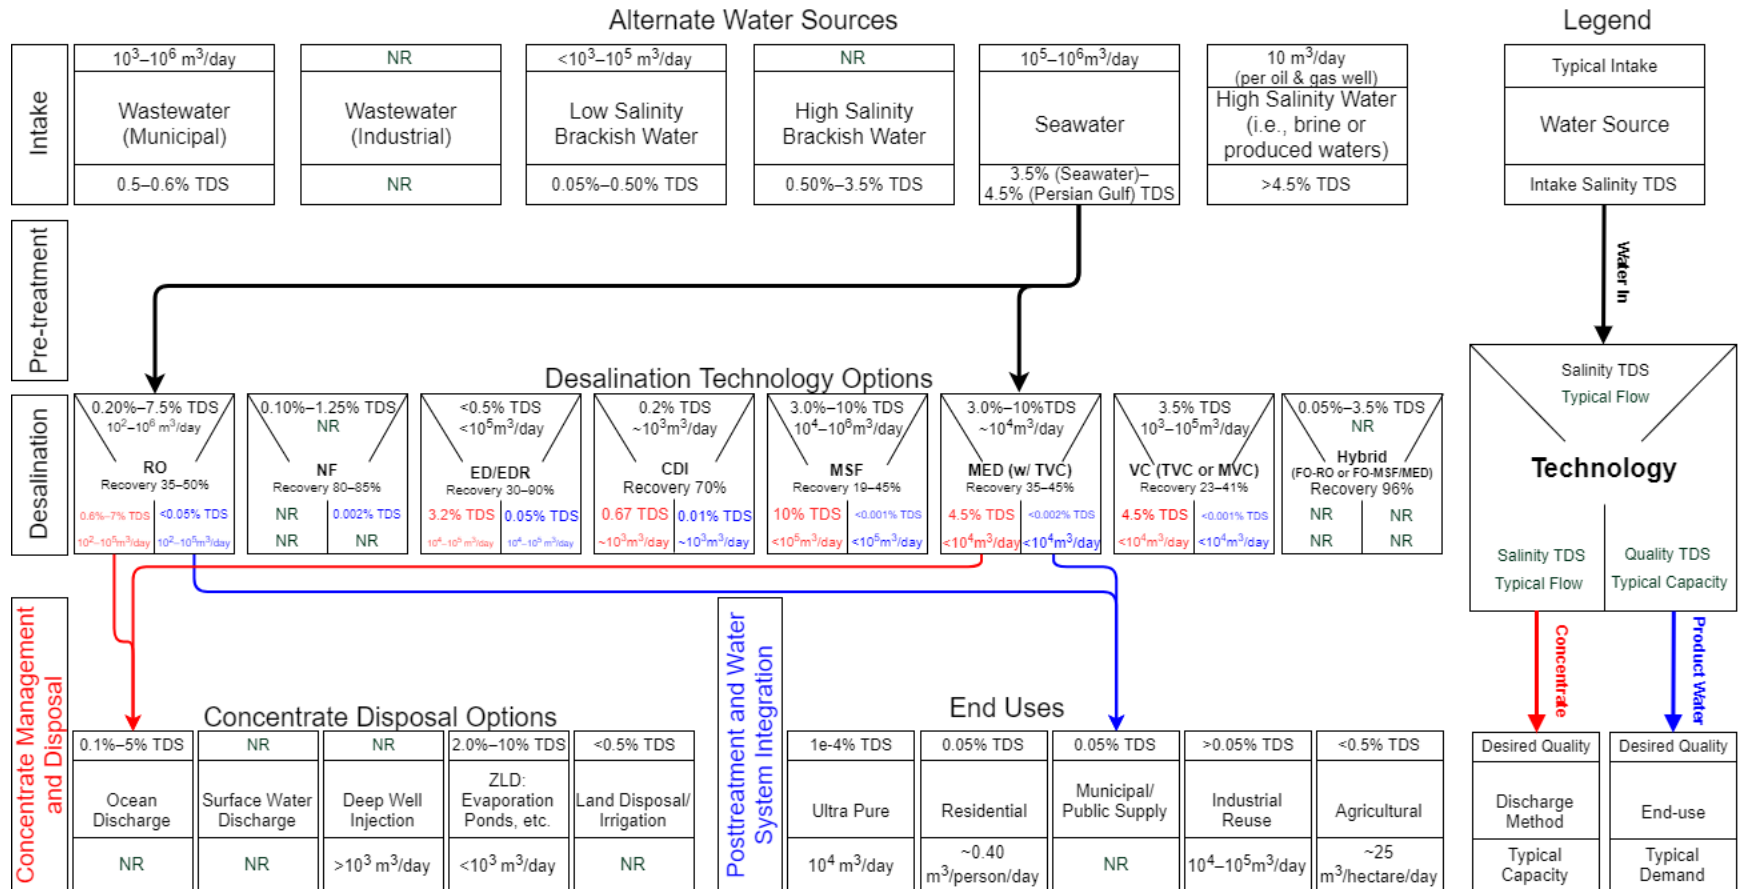 Alternate Water Sources
Legend
Intake
10³–10⁶ m³/day
Wastewater
(Municipal)
0.5–0.6% TDS
NR
Wastewater
(Industrial)
NR
<10³–10⁵ m³/day
Low Salinity
Brackish Water
0.05%–0.50% TDS
NR
High Salinity
Brackish Water
0.50%–3.5% TDS
10⁵–10⁶m³/day
Seawater
3.5% (Seawater)–
4.5% (Persian Gulf) TDS
10 m³/day
(per oil & gas well)
High Salinity Water
(i.e., brine or
produced waters)
>4.5% TDS
Typical Intake
Water Source
Intake Salinity TDS
Water In
Pre-treatment
Desalination Technology Options
Desalination
0.20%–7.5% TDS
10²–10⁶ m³/day
RO
Recovery 35–50%
0.6%–7% TDS
<0.05% TDS
10²–10⁵m³/day
10²–10⁵m³/day
0.10%–1.25% TDS
NR
NF
Recovery 80–85%
NR
0.002% TDS
NR
NR
<0.5% TDS
<10⁵m³/day
ED/EDR
Recovery 30–90%
3.2% TDS
0.05% TDS
10⁴–10⁵ m³/day
10⁴–10⁵ m³/day
0.2% TDS
~10³m³/day
CDI
Recovery 70%
0.67 TDS
0.01% TDS
~10³m³/day
~10³m³/day
3.0%–10% TDS
10⁴–10⁶m³/day
MSF
Recovery 19–45%
10% TDS
<0.001% TDS
<10⁵m³/day
<10⁵m³/day
3.0%–10%TDS
~10⁴m³/day
MED (w/ TVC)
Recovery 35–45%
4.5% TDS
<0.002% TDS
<10⁴m³/day
<10⁴m³/day
3.5% TDS
10³–10⁵m³/day
VC (TVC or MVC)
Recovery 23–41%
4.5% TDS
<0.001% TDS
<10⁴m³/day
<10⁴m³/day
0.05%–3.5% TDS
NR
Hybrid
(FO-RO or FO-MSF/MED)
Recovery 96%
NR
NR
NR
NR
Salinity TDS
Typical Flow
Technology
Salinity TDS
Typical Flow
Quality TDS
Typical Capacity
Concentrate
Product Water
Concentrate Management
and Disposal
Concentrate Disposal Options
0.1%–5% TDS
Ocean
Discharge
NR
NR
Surface Water
Discharge
NR
NR
Deep Well
Injection
>10³ m³/day
2.0%–10% TDS
ZLD:
Evaporation
Ponds, etc.
<10³ m³/day
<0.5% TDS
Land Disposal/
Irrigation
NR
Posttreatment and Water
System Integration
End Uses
1e-4% TDS
Ultra Pure
10⁴ m³/day
0.05% TDS
Residential
~0.40
m³/person/day
0.05% TDS
Municipal/
Public Supply
NR
>0.05% TDS
Industrial
Reuse
10⁴–10⁵m³/day
<0.5% TDS
Agricultural
~25
m³/hectare/day
Desired Quality
Discharge
Method
Typical
Capacity
Desired Quality
End-use
Typical
Demand